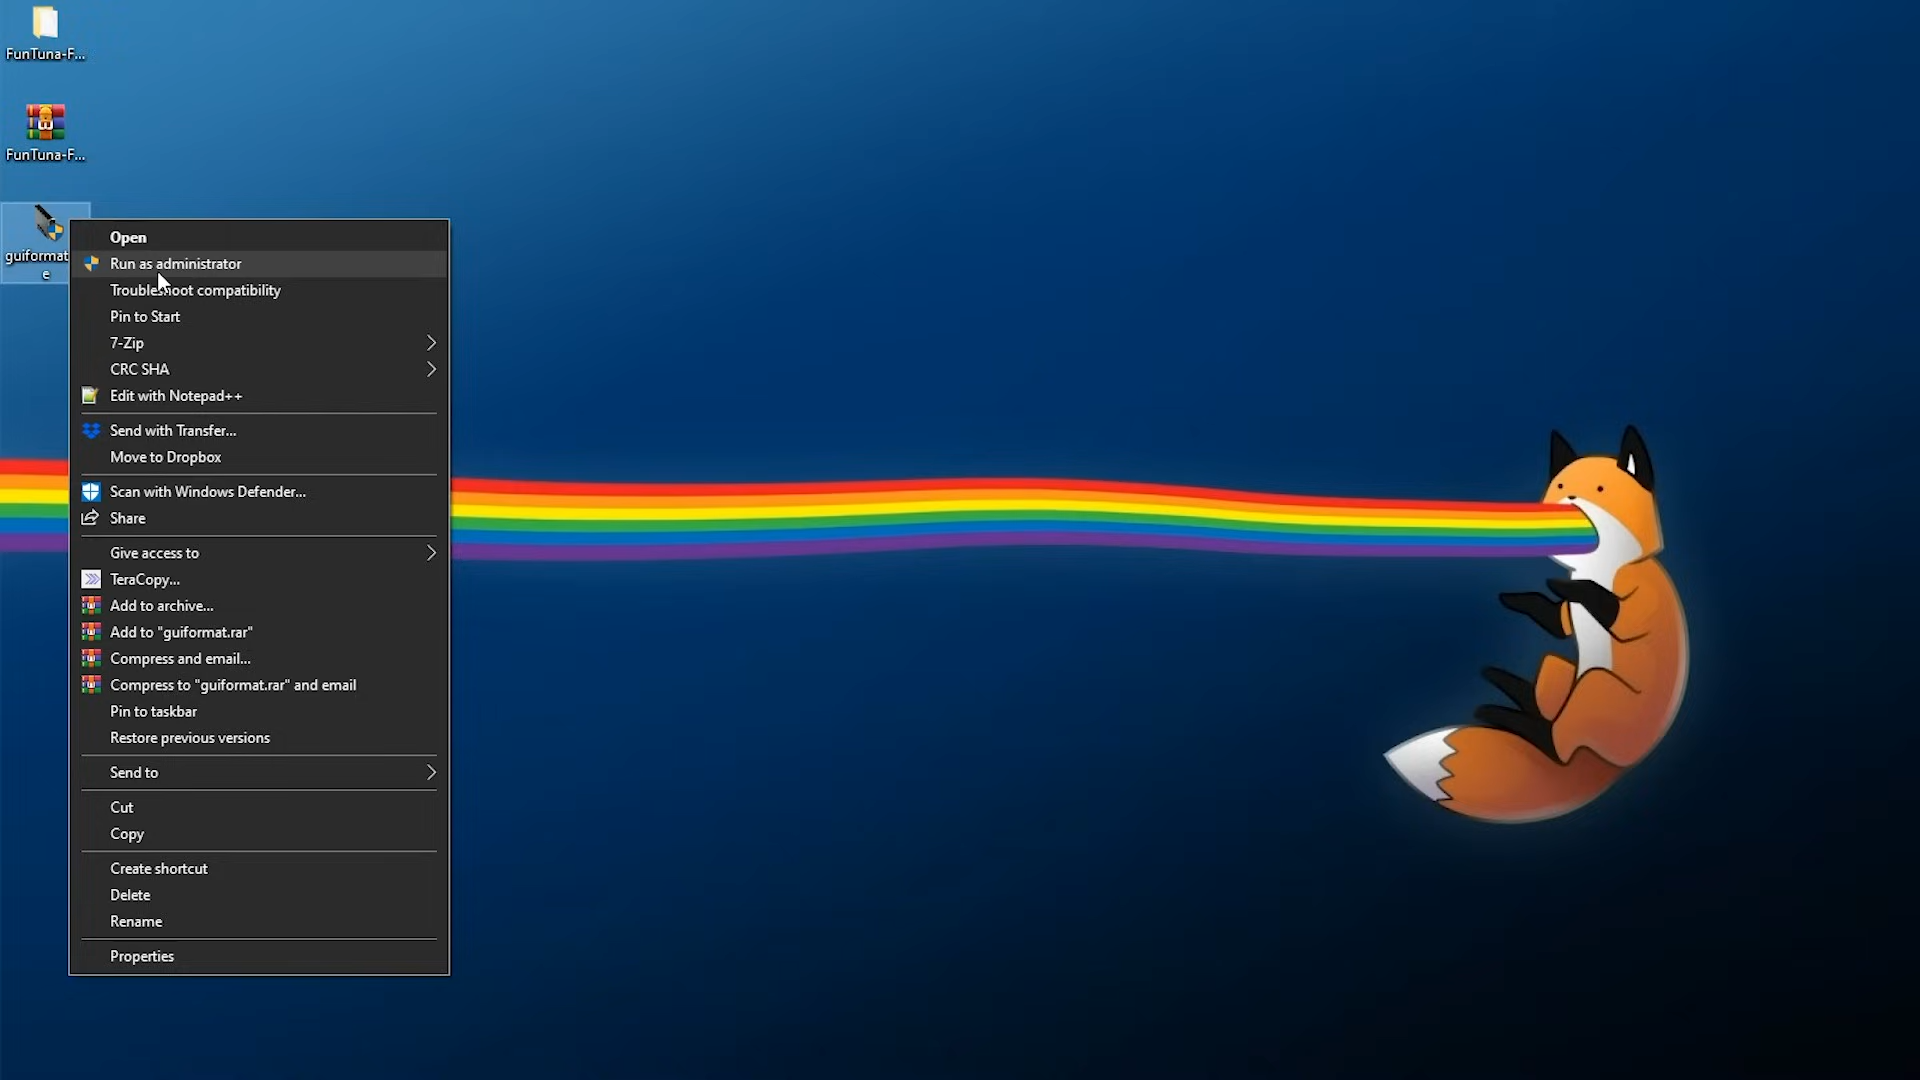 FunTuna-F...
FunTuna-F...
guiformat
e
Open
Run as administrator
Troubleshoot compatibility
Pin to Start
7-Zip
CRC SHA
Edit with Notepad++
Send with Transfer...
Move to Dropbox
Scan with Windows Defender...
Share
Give access to
TeraCopy...
Add to archive...
Add to "guiformat.rar"
Compress and email...
Compress to "guiformat.rar" and email
Pin to taskbar
Restore previous versions
Send to
Cut
Copy
Create shortcut
Delete
Rename
Properties